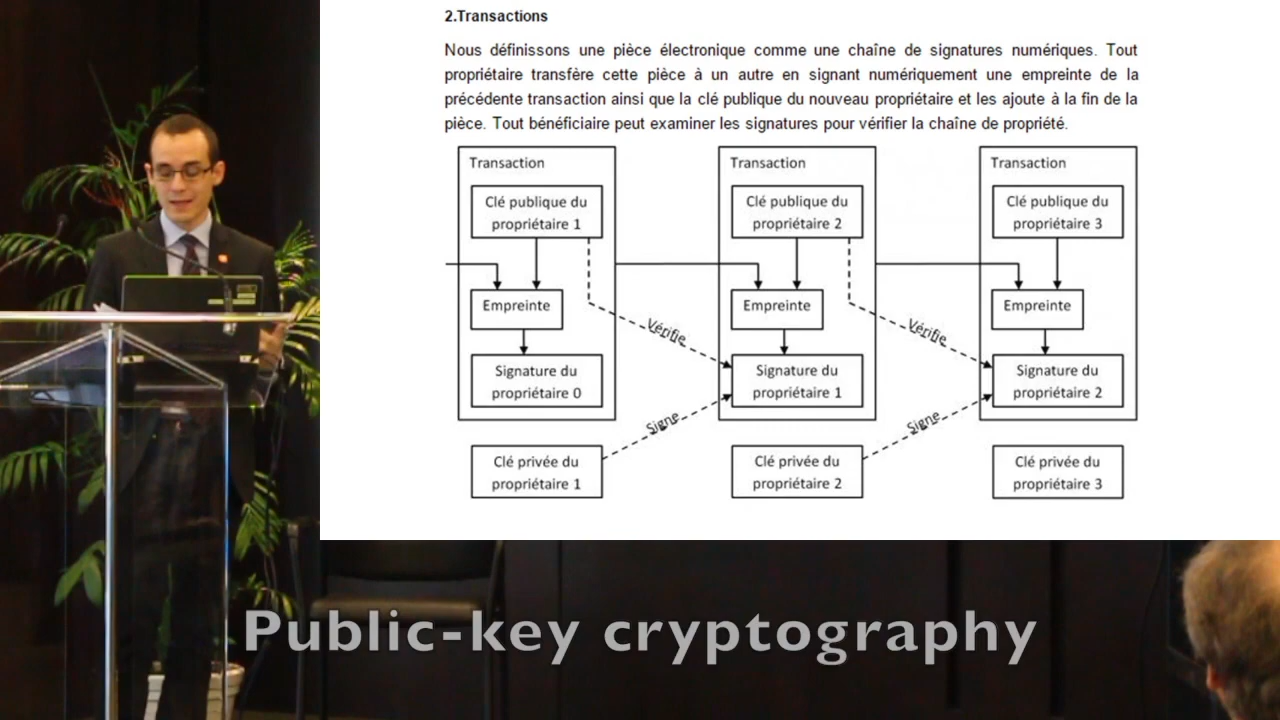 2.Transactions
Nous définissons une pièce électronique comme une chaîne de signatures numériques. Tout
propriétaire transfère cette pièce à un autre en signant numériquement une empreinte de la
précédente transaction ainsi que la clé publique du nouveau propriétaire et les ajoute à la fin de la
pièce. Tout bénéficiaire peut examiner les signatures pour vérifier la chaîne de propriété.
Transaction
Clé publique du
propriétaire 1
Empreinte
Signature du
propriétaire 0
Clé privée du
propriétaire 1
Vérifie
Signe
Transaction
Clé publique du
propriétaire 2
Empreinte
Signature du
propriétaire 1
Clé privée du
propriétaire 2
Vérifie
Signe
Transaction
Clé publique du
propriétaire 3
Empreinte
Signature du
propriétaire 2
Clé privée du
propriétaire 3
Public-key cryptography